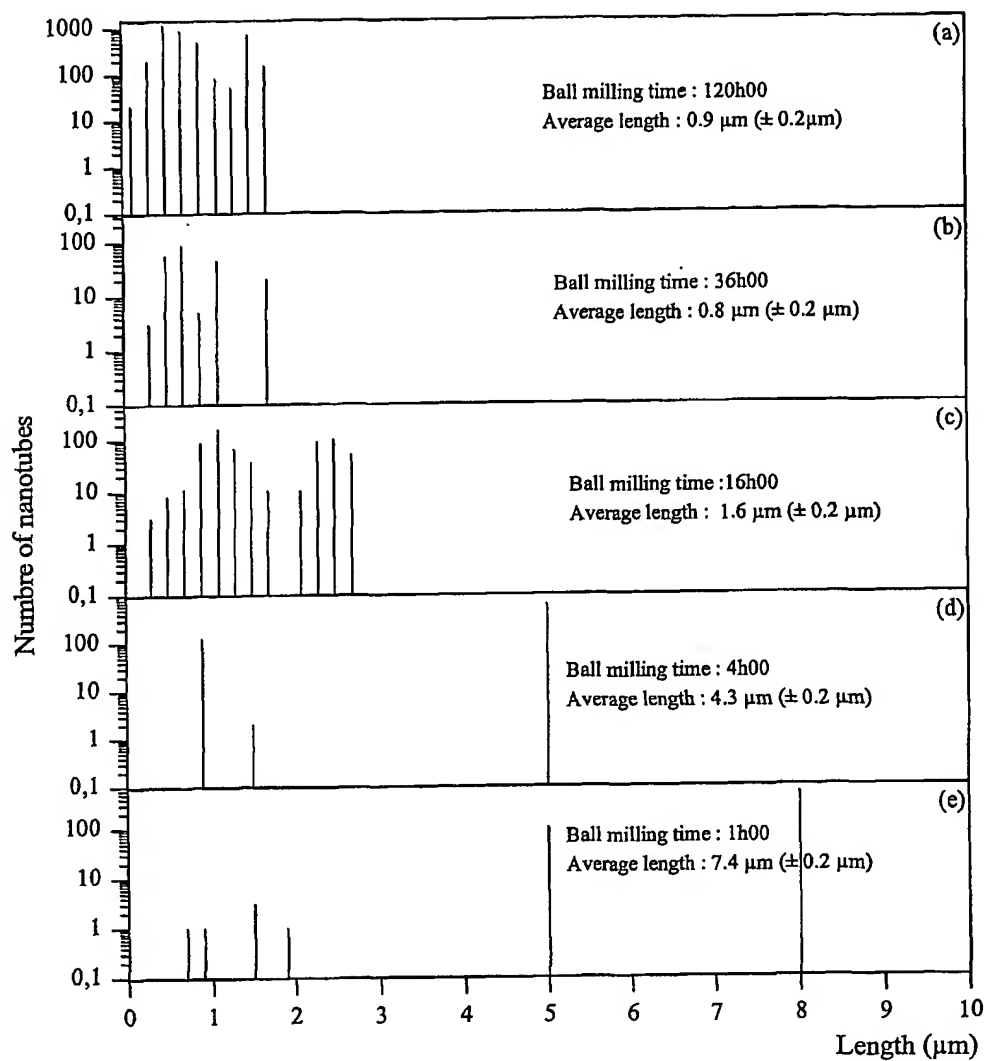 1000
100
10
1
0,1
(a)
Ball milling time : 120h00
Average length : 0.9 µm (± 0.2µm)
100
10
1
0,1
(b)
Ball milling time : 36h00
Average length : 0.8 µm (± 0.2 µm)
100
10
1
0,1
(c)
Ball milling time :16h00
Average length : 1.6 µm (± 0.2 µm)
100
10
1
0,1
(d)
Ball milling time : 4h00
Average length : 4.3 µm (± 0.2 µm)
100
10
1
0,1
(e)
Ball milling time : 1h00
Average length : 7.4 µm (± 0.2 µm)
Numbre of nanotubes
0 1 2 3 4 5 6 7 8 9 10
Length (µm)